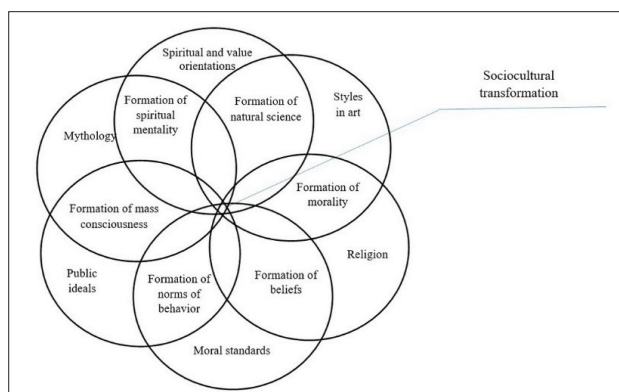 Spiritual and value
orientations
Sociocultural
transformation
Styles
in art
Formation of
spiritual
mentality
Formation of
natural science
Mythology
Formation of
morality
Formation of mass
consciousness
Religion
Public
ideals
Formation of
norms of
behavior
Formation of
beliefs
Moral standards